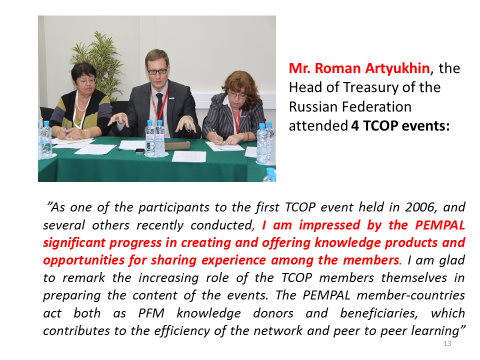 Mr. Roman Artyukhin, the
Head of Treasury of the
Russian Federation
attended 4 TCOP events:
"As one of the participants to the first TCOP event held in 2006, and
several others recently conducted, I am impressed by the PEMPAL
significant progress in creating and offering knowledge products and
opportunities for sharing experience among the members. I am glad
to remark the increasing role of the TCOP members themselves in
preparing the content of the events. The PEMPAL member-countries
act both as PFM knowledge donors and beneficiaries, which
contributes to the efficiency of the network and peer to peer learning"
13